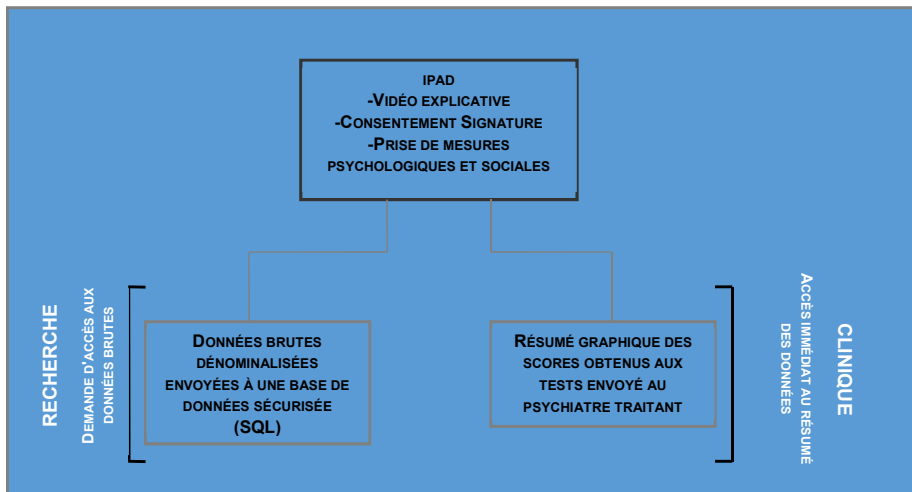 IPAD
-VIDÉO EXPLICATIVE
-CONSENTEMENT SIGNATURE
-PRISE DE MESURES
PSYCHOLOGIQUES ET SOCIALES
RECHERCHE
DEMANDE D'ACCÈS AUX
DONNÉES BRUTES
DONNÉES BRUTES
DÉNOMINALISÉES
ENVOYÉES À UNE BASE DE
DONNÉES SÉCURISÉE
(SQL)
RÉSUMÉ GRAPHIQUE DES
SCORES OBTENUS AUX
TESTS ENVOYÉ AU
PSYCHIATRE TRAITANT
CLINIQUE
ACCÈS IMMÉDIAT AU RÉSUMÉ
DES DONNÉES